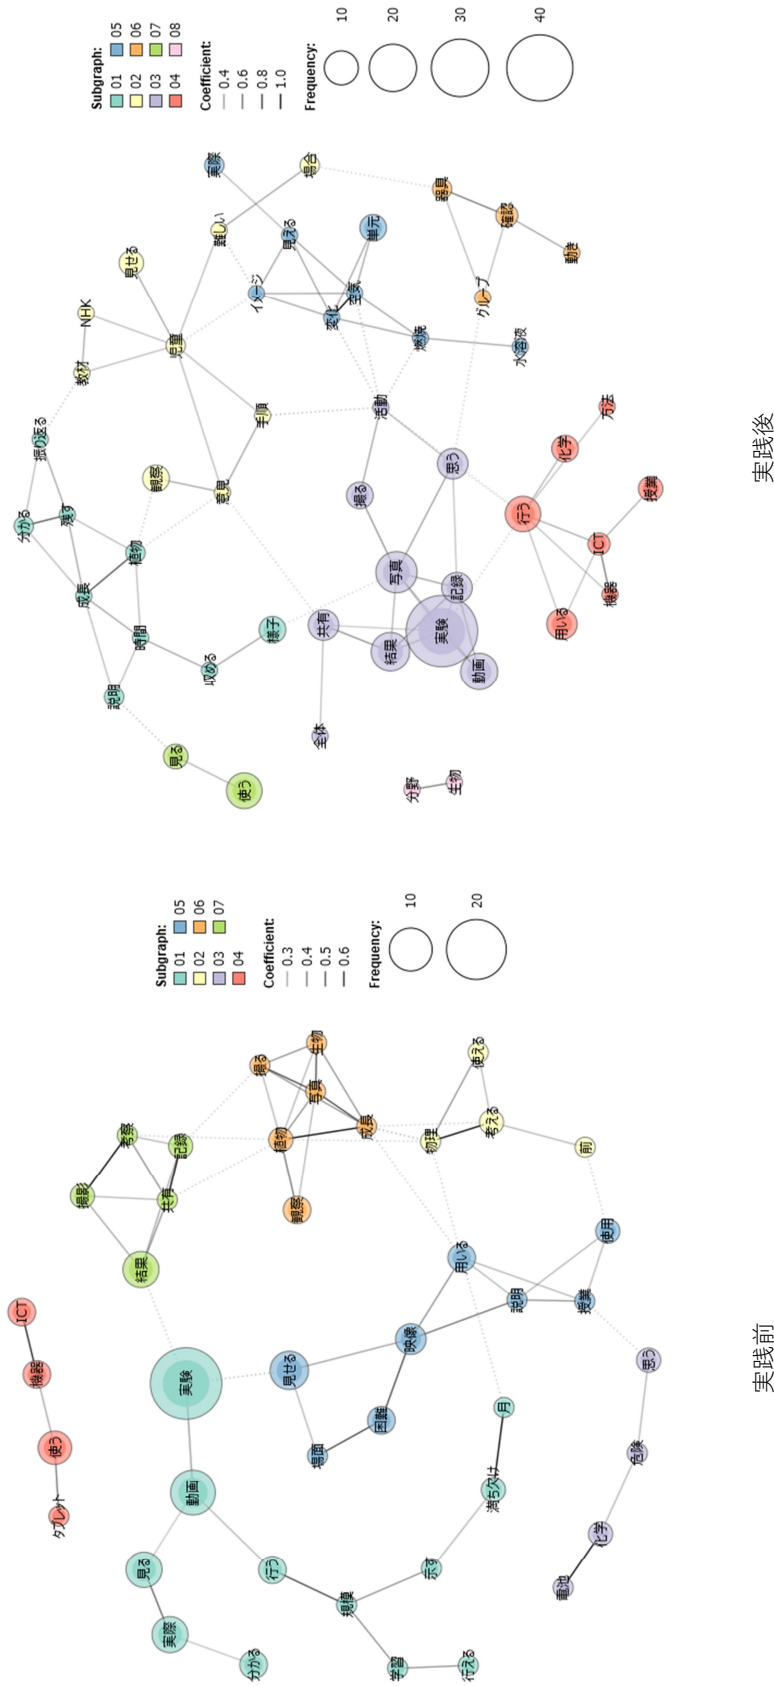 Subgraph:
01 05
02 06
03 07
04 08
Coefficient:
0.4
0.6
0.8
1.0
Frequency:
10
20
30
40
実際
場合
難しい
見える
単元
器具
確認
動き
見せる
NHK
イメージ
空気
変化
グループ
児童
教材
燃焼
水溶液
手順
活動
方法
振り返る
化学
思う
観察
意見
撮る
授業
残す
分かる
行う
植物
ICT
写真
成長
記録
機器
様子
共有
用いる
実験
時間
結果
収める
動画
説明
全体
見る
使う
分野
生物
実践後
Subgraph:
01 05
02 06
03 07
04
Coefficient:
0.3
0.4
0.5
0.6
Frequency:
10
20
撮る
生物
使える
写真
考察
考える
成長
記録
植物
物理
前
撮影
共有
観察
使用
用いる
結果
説明
授業
ICT
映像
思う
機器
見せる
実験
月
困難
使う
場面
危険
動画
満ち欠け
タブレット
化学
見る
行う
示す
電池
規模
実際
分かる
学習
行える
実践前